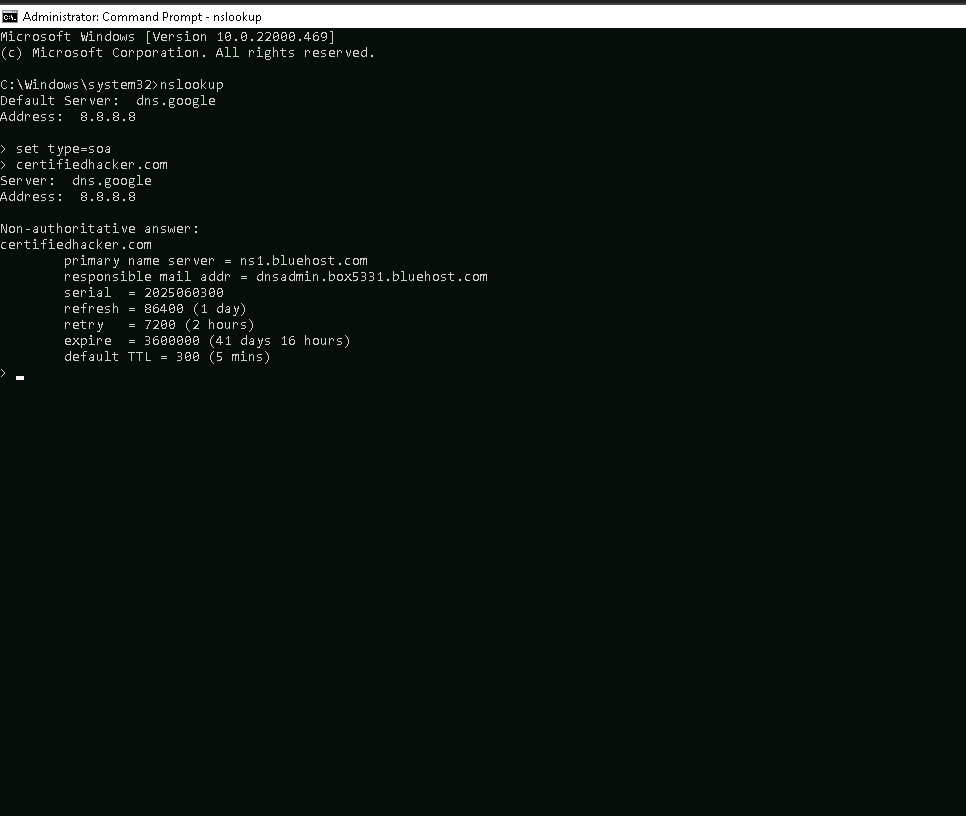 Administrator: Command Prompt - nslookup
Microsoft Windows [Version 10.0.22000.469]
(c) Microsoft Corporation. All rights reserved.
C:\Windows\system32>nslookup
Default Server:  dns.google
Address:  8.8.8.8
> set type=soa
> certifiedhacker.com
Server:  dns.google
Address:  8.8.8.8
Non-authoritative answer:
certifiedhacker.com
        primary name server = ns1.bluehost.com
        responsible mail addr = dnsadmin.box5331.bluehost.com
        serial  = 2025060300
        refresh = 86400 (1 day)
        retry   = 7200 (2 hours)
        expire  = 3600000 (41 days 16 hours)
        default TTL = 300 (5 mins)
>